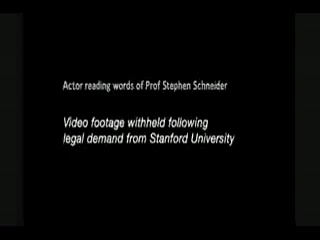 Actor reading words of Prof Stephen Schneider
Video footage withheld following
legal demand from Stanford University